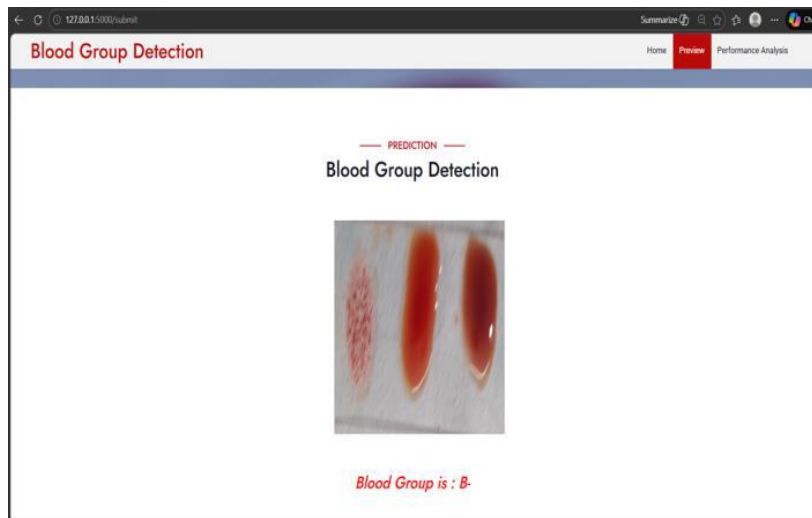 127.0.0.1:5000/submit
Summarize
Blood Group Detection
Home
Preview
Performance Analysis
PREDICTION
Blood Group Detection
Blood Group is : B-